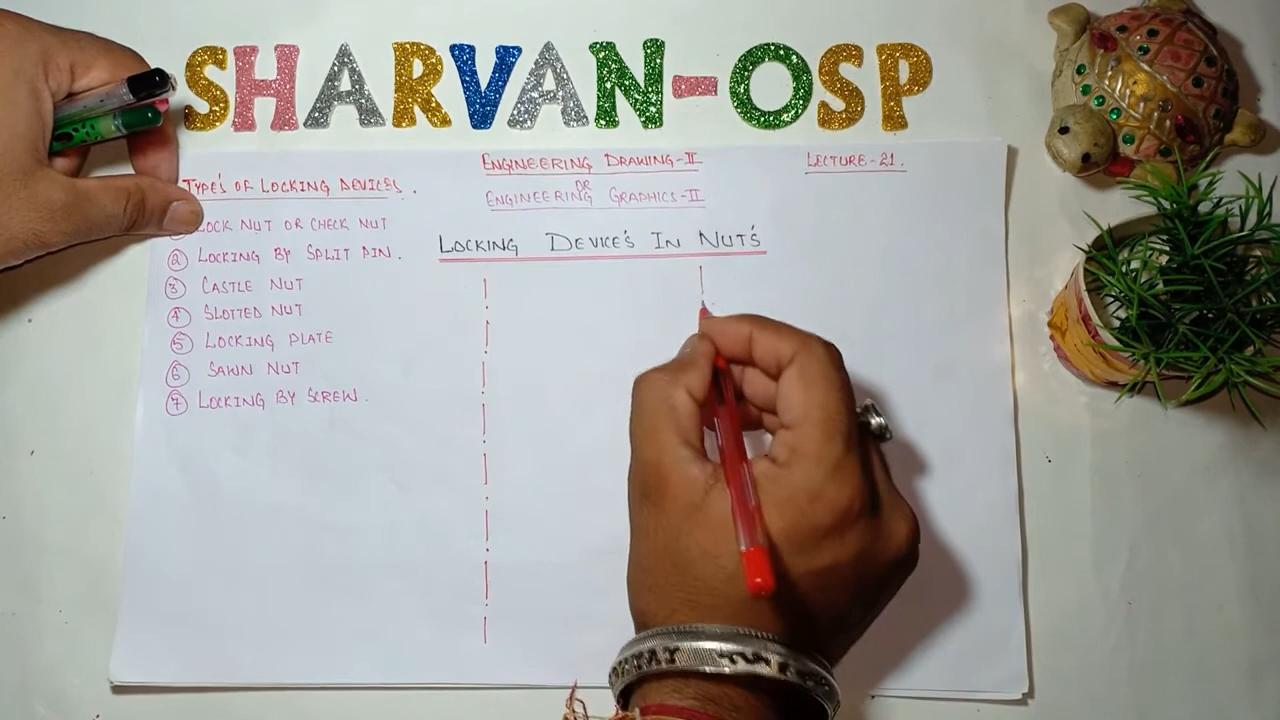 SHARVAN-OSP
ENGINEERING DRAWING-II
OR
ENGINEERING GRAPHICS-II
LECTURE-21.
TYPE'S OF LOCKING DEVICES.
LOCK NUT OR CHECK NUT
② LOCKING BY SPLIT PIN.
③ CASTLE NUT
④ SLOTTED NUT
⑤ LOCKING PLATE
⑥ SAWN NUT
⑦ LOCKING BY SCREW.
LOCKING DEVICE'S IN NUT'S